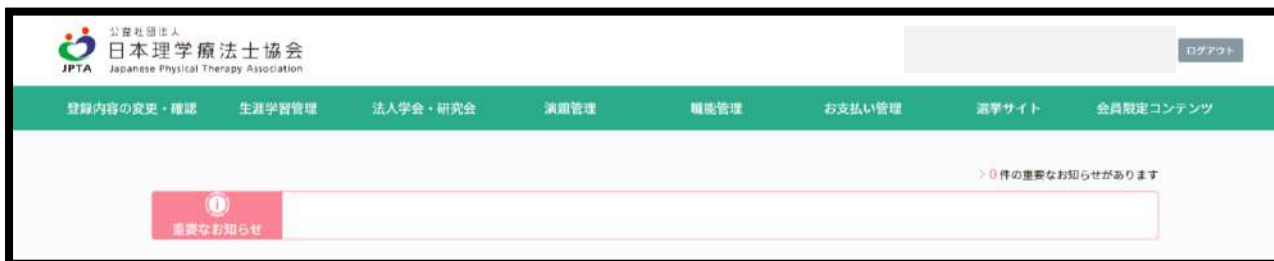 公益社団法人
日本理学療法士協会
JPTA Japanese Physical Therapy Association
ログアウト
登録内容の変更・確認 生涯学習管理 法人学会・研究会 演題管理 職能管理 お支払い管理 選挙サイト 会員限定コンテンツ
＞0 件の重要なお知らせがあります
重要なお知らせ